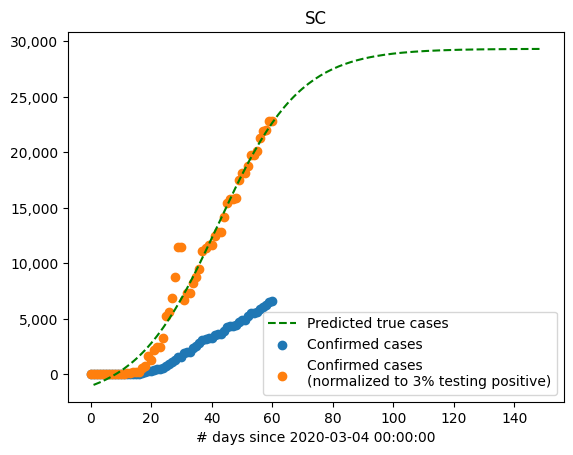 SC
30,000
25,000
20,000
15,000
10,000
5,000
0
0 20 40 60 80 100 120 140
# days since 2020-03-04 00:00:00
Predicted true cases
Confirmed cases
Confirmed cases
(normalized to 3% testing positive)